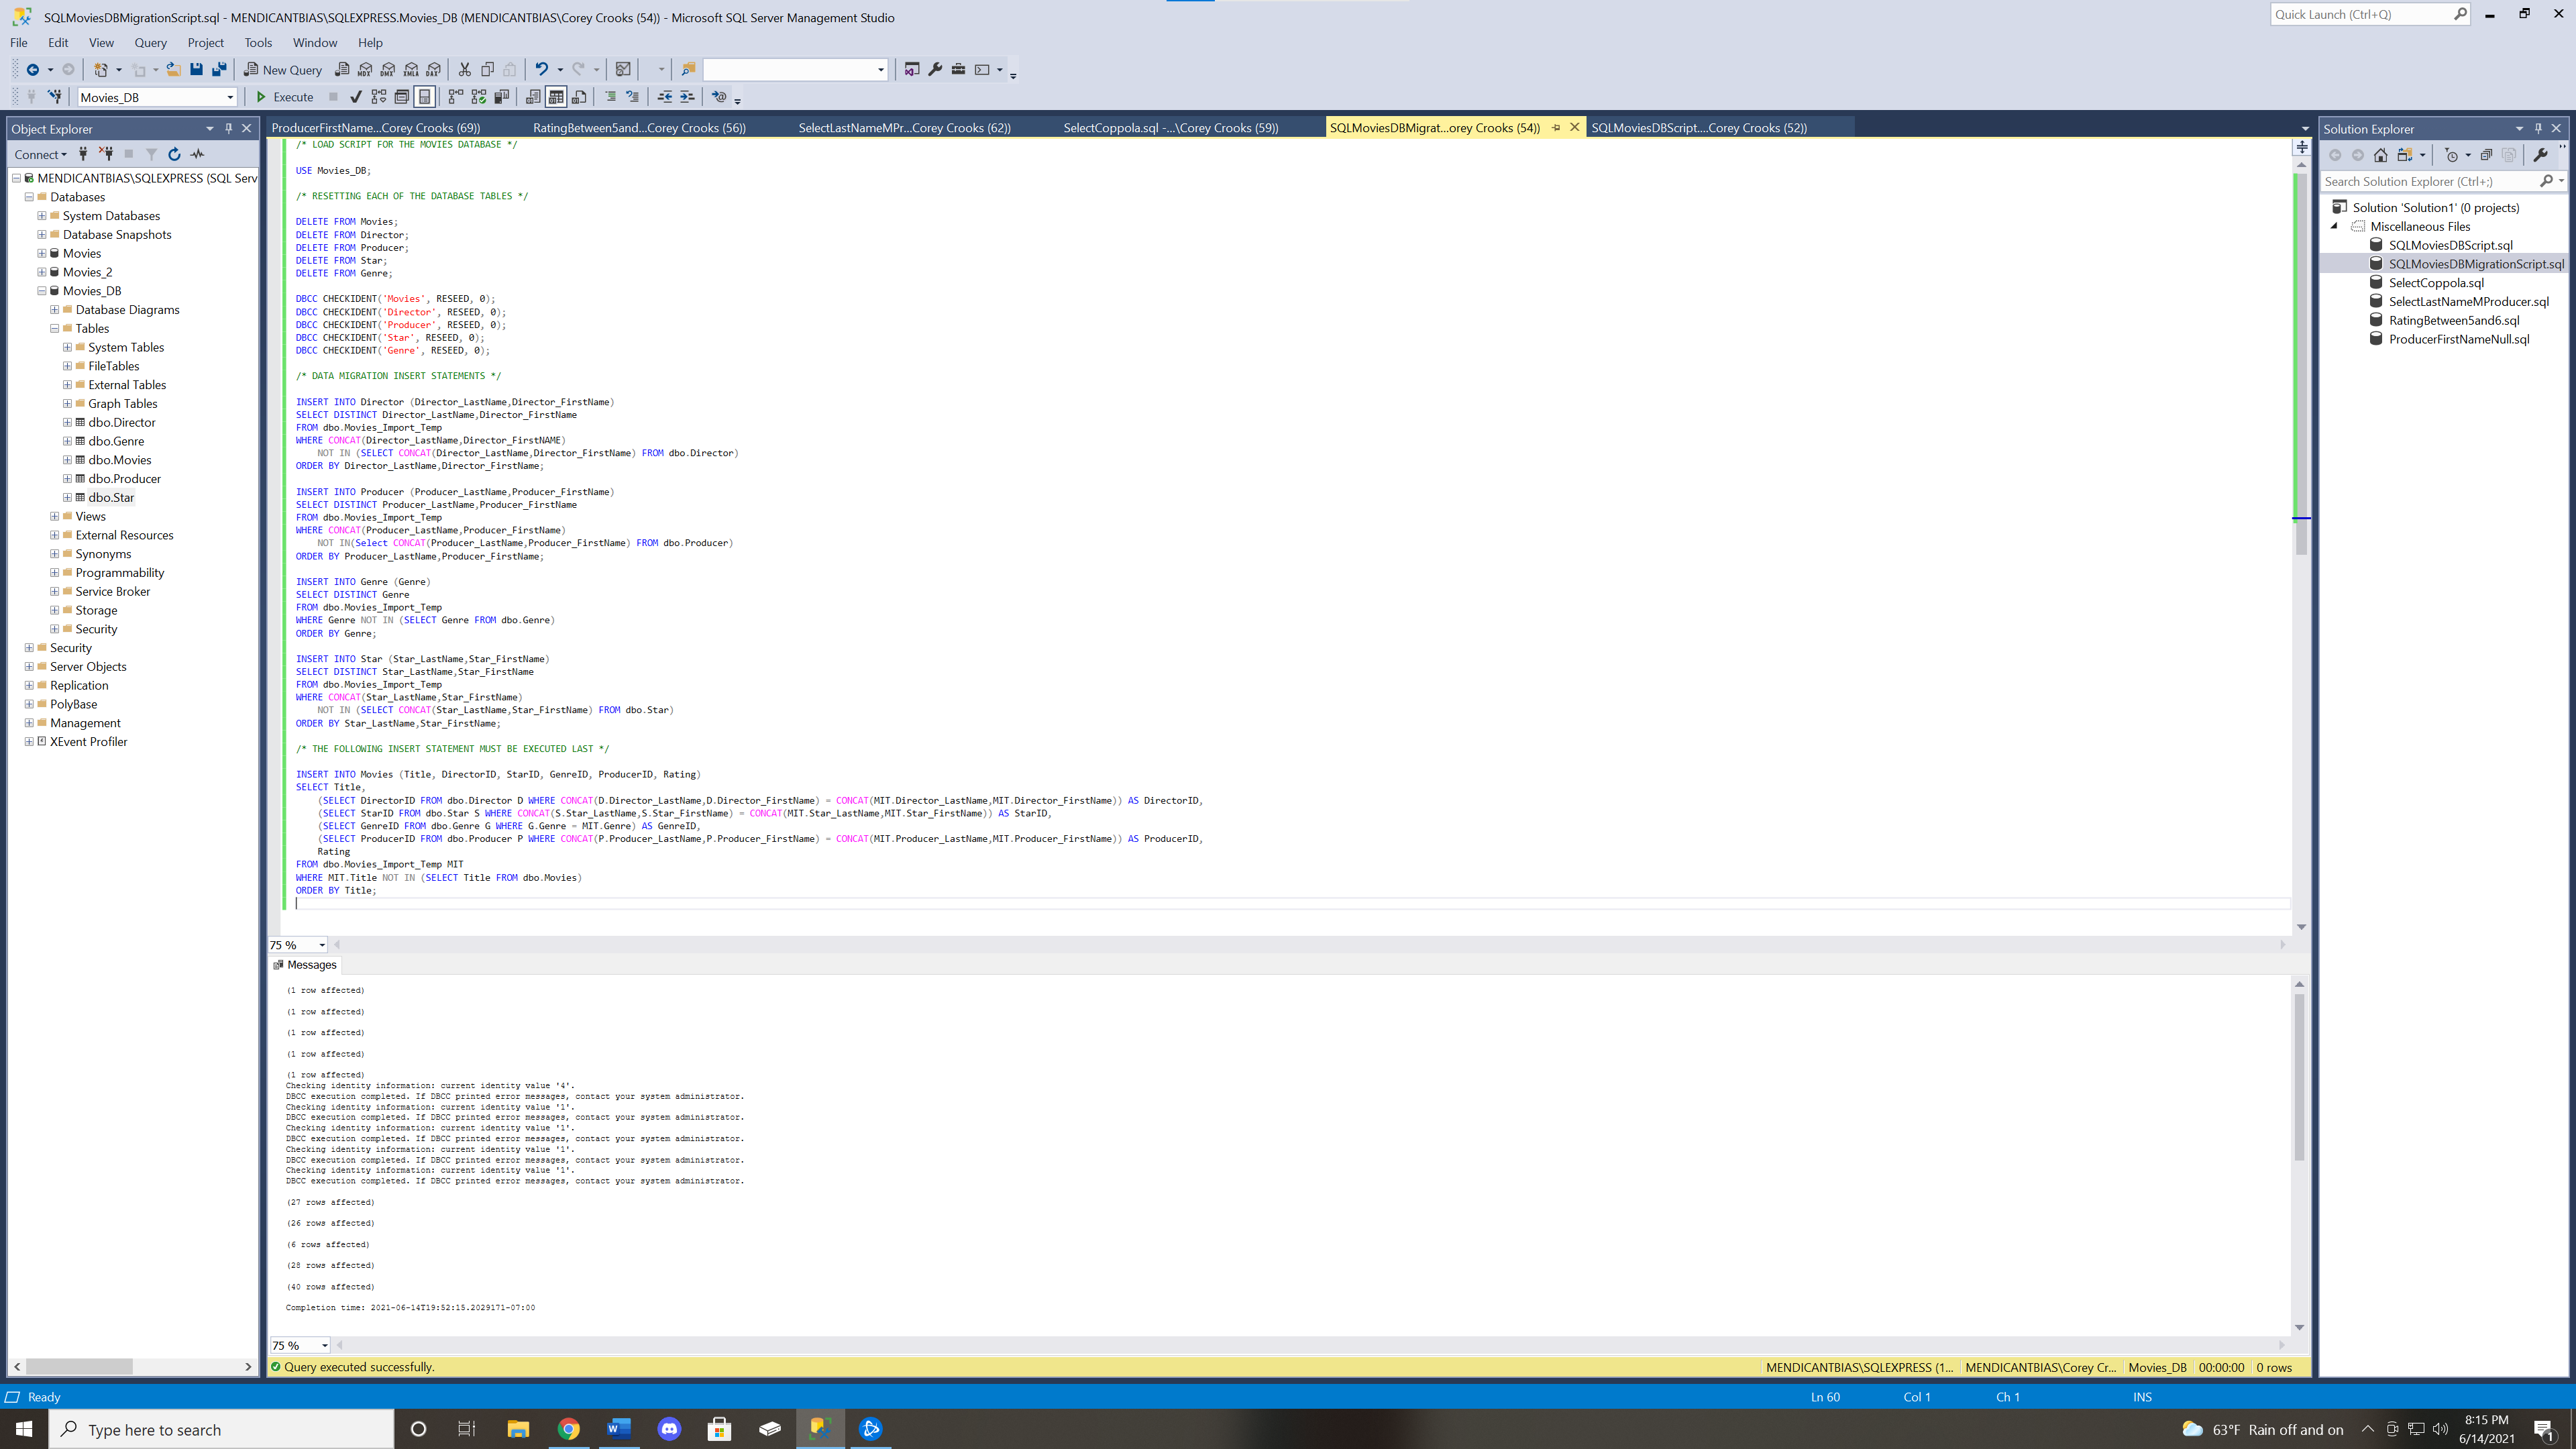 SQLMoviesDBMigrationScript.sql - MENDICANTBIAS\SQLEXPRESS.Movies_DB (MENDICANTBIAS\Corey Crooks (54)) - Microsoft SQL Server Management Studio
Quick Launch (Ctrl+Q)
File Edit View Query Project Tools Window Help
New Query
MDX DMX XMLA DAX
Movies_DB
Execute
Object Explorer
Connect
MENDICANTBIAS\SQLEXPRESS (SQL Serv
Databases
System Databases
Database Snapshots
Movies
Movies_2
Movies_DB
Database Diagrams
Tables
System Tables
FileTables
External Tables
Graph Tables
dbo.Director
dbo.Genre
dbo.Movies
dbo.Producer
dbo.Star
Views
External Resources
Synonyms
Programmability
Service Broker
Storage
Security
Security
Server Objects
Replication
PolyBase
Management
XEvent Profiler
ProducerFirstName...Corey Crooks (69))
RatingBetween5and...Corey Crooks (56))
SelectLastNameMPr...Corey Crooks (62))
SelectCoppola.sql -...\Corey Crooks (59))
SQLMoviesDBMigrat...orey Crooks (54))
SQLMoviesDBScript....Corey Crooks (52))
/* LOAD SCRIPT FOR THE MOVIES DATABASE */
USE Movies_DB;
/* RESETTING EACH OF THE DATABASE TABLES */
DELETE FROM Movies;
DELETE FROM Director;
DELETE FROM Producer;
DELETE FROM Star;
DELETE FROM Genre;
DBCC CHECKIDENT('Movies', RESEED, 0);
DBCC CHECKIDENT('Director', RESEED, 0);
DBCC CHECKIDENT('Producer', RESEED, 0);
DBCC CHECKIDENT('Star', RESEED, 0);
DBCC CHECKIDENT('Genre', RESEED, 0);
/* DATA MIGRATION INSERT STATEMENTS */
INSERT INTO Director (Director_LastName,Director_FirstName)
SELECT DISTINCT Director_LastName,Director_FirstName
FROM dbo.Movies_Import_Temp
WHERE CONCAT(Director_LastName,Director_FirstNAME)
NOT IN (SELECT CONCAT(Director_LastName,Director_FirstName) FROM dbo.Director)
ORDER BY Director_LastName,Director_FirstName;
INSERT INTO Producer (Producer_LastName,Producer_FirstName)
SELECT DISTINCT Producer_LastName,Producer_FirstName
FROM dbo.Movies_Import_Temp
WHERE CONCAT(Producer_LastName,Producer_FirstName)
NOT IN(Select CONCAT(Producer_LastName,Producer_FirstName) FROM dbo.Producer)
ORDER BY Producer_LastName,Producer_FirstName;
INSERT INTO Genre (Genre)
SELECT DISTINCT Genre
FROM dbo.Movies_Import_Temp
WHERE Genre NOT IN (SELECT Genre FROM dbo.Genre)
ORDER BY Genre;
INSERT INTO Star (Star_LastName,Star_FirstName)
SELECT DISTINCT Star_LastName,Star_FirstName
FROM dbo.Movies_Import_Temp
WHERE CONCAT(Star_LastName,Star_FirstName)
NOT IN (SELECT CONCAT(Star_LastName,Star_FirstName) FROM dbo.Star)
ORDER BY Star_LastName,Star_FirstName;
/* THE FOLLOWING INSERT STATEMENT MUST BE EXECUTED LAST */
INSERT INTO Movies (Title, DirectorID, StarID, GenreID, ProducerID, Rating)
SELECT Title,
(SELECT DirectorID FROM dbo.Director D WHERE CONCAT(D.Director_LastName,D.Director_FirstName) = CONCAT(MIT.Director_LastName,MIT.Director_FirstName)) AS DirectorID,
(SELECT StarID FROM dbo.Star S WHERE CONCAT(S.Star_LastName,S.Star_FirstName) = CONCAT(MIT.Star_LastName,MIT.Star_FirstName)) AS StarID,
(SELECT GenreID FROM dbo.Genre G WHERE G.Genre = MIT.Genre) AS GenreID,
(SELECT ProducerID FROM dbo.Producer P WHERE CONCAT(P.Producer_LastName,P.Producer_FirstName) = CONCAT(MIT.Producer_LastName,MIT.Producer_FirstName)) AS ProducerID,
Rating
FROM dbo.Movies_Import_Temp MIT
WHERE MIT.Title NOT IN (SELECT Title FROM dbo.Movies)
ORDER BY Title;
75 %
Messages
(1 row affected)
(1 row affected)
(1 row affected)
(1 row affected)
(1 row affected)
Checking identity information: current identity value '4'.
DBCC execution completed. If DBCC printed error messages, contact your system administrator.
Checking identity information: current identity value '1'.
DBCC execution completed. If DBCC printed error messages, contact your system administrator.
Checking identity information: current identity value '1'.
DBCC execution completed. If DBCC printed error messages, contact your system administrator.
Checking identity information: current identity value '1'.
DBCC execution completed. If DBCC printed error messages, contact your system administrator.
Checking identity information: current identity value '1'.
DBCC execution completed. If DBCC printed error messages, contact your system administrator.
(27 rows affected)
(26 rows affected)
(6 rows affected)
(28 rows affected)
(40 rows affected)
Completion time: 2021-06-14T19:52:15.2029171-07:00
75 %
Query executed successfully.
MENDICANTBIAS\SQLEXPRESS (1... MENDICANTBIAS\Corey Cr... Movies_DB 00:00:00 0 rows
Solution Explorer
Search Solution Explorer (Ctrl+;)
Solution 'Solution1' (0 projects)
Miscellaneous Files
SQLMoviesDBScript.sql
SQLMoviesDBMigrationScript.sql
SelectCoppola.sql
SelectLastNameMProducer.sql
RatingBetween5and6.sql
ProducerFirstNameNull.sql
Ready
Ln 60 Col 1 Ch 1 INS
Type here to search
63°F Rain off and on
8:15 PM
6/14/2021
1